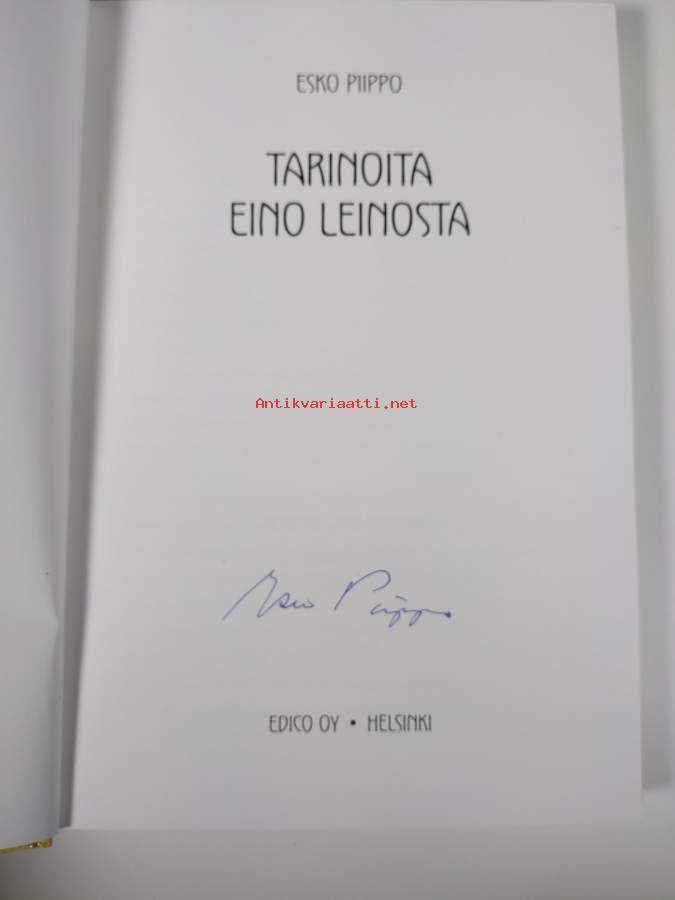 ESKO PIIPPO
TARINOITA
EINO LEINOSTA
Antikvariaatti.net
Esko Piippo
EDICO OY • HELSINKI